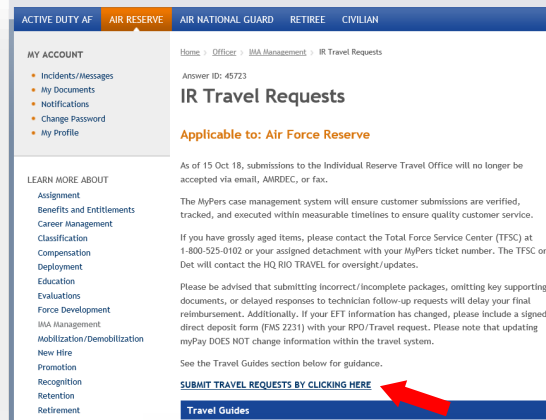 ACTIVE DUTY AF AIR RESERVE AIR NATIONAL GUARD RETIREE CIVILIAN
MY ACCOUNT
Incidents/Messages
My Documents
Notifications
Change Password
My Profile
LEARN MORE ABOUT
Assignment
Benefits and Entitlements
Career Management
Classification
Compensation
Deployment
Education
Evaluations
Force Development
IMA Management
Mobilization/Demobilization
New Hire
Promotion
Recognition
Retention
Retirement
Home > Officer > IMA Management > IR Travel Requests
Answer ID: 45723
IR Travel Requests
Applicable to: Air Force Reserve
As of 15 Oct 18, submissions to the Individual Reserve Travel Office will no longer be
accepted via email, AMRDEC, or fax.
The MyPers case management system will ensure customer submissions are verified,
tracked, and executed within measurable timelines to ensure quality customer service.
If you have grossly aged items, please contact the Total Force Service Center (TFSC) at
1-800-525-0102 or your assigned detachment with your MyPers ticket number. The TFSC or
Det will contact the HQ RIO TRAVEL for oversight/updates.
Please be advised that submitting incorrect/incomplete packages, omitting key supporting
documents, or delayed responses to technician follow-up requests will delay your final
reimbursement. Additionally, if your EFT information has changed, please include a signed
direct deposit form (FMS 2231) with your RPO/Travel request. Please note that updating
myPay DOES NOT change information within the travel system.
See the Travel Guides section below for guidance.
SUBMIT TRAVEL REQUESTS BY CLICKING HERE
Travel Guides